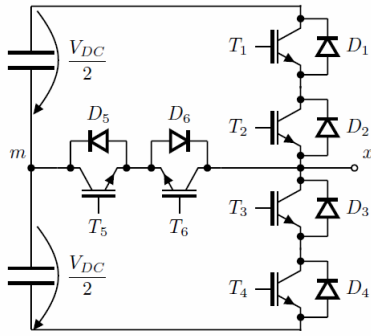 T₁ D₁
V_DC/2
T₂ D₂
D₅ D₆
m x
T₃ D₃
T₅ T₆
V_DC/2
T₄ D₄